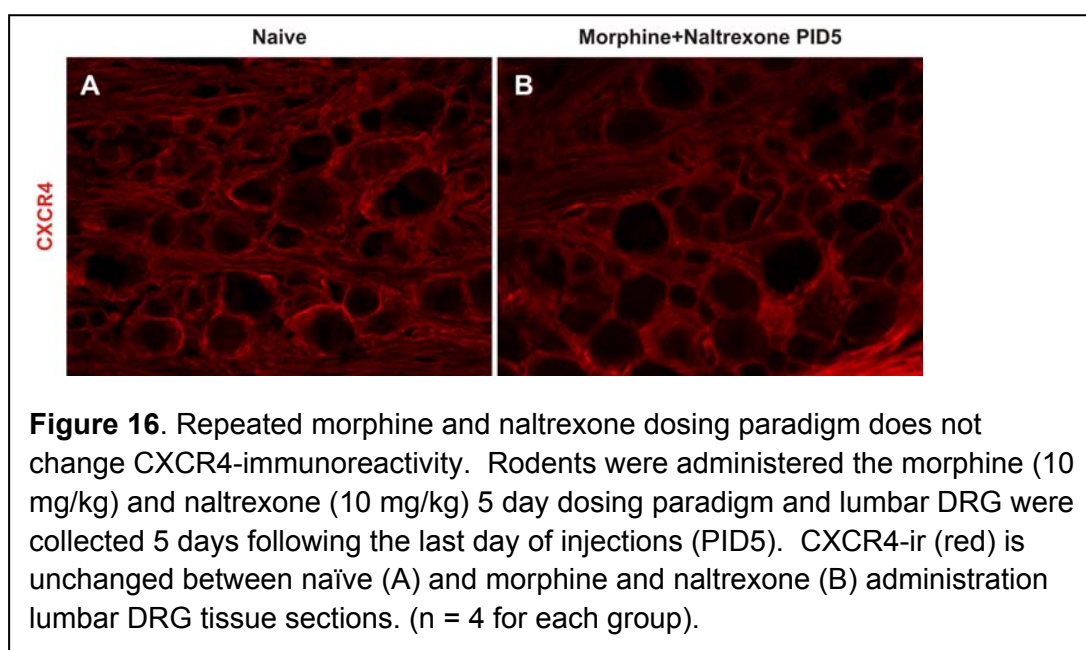 Naive
Morphine+Naltrexone PID5
A
B
CXCR4
Figure 16. Repeated morphine and naltrexone dosing paradigm does not
change CXCR4-immunoreactivity.  Rodents were administered the morphine (10
mg/kg) and naltrexone (10 mg/kg) 5 day dosing paradigm and lumbar DRG were
collected 5 days following the last day of injections (PID5).  CXCR4-ir (red) is
unchanged between naïve (A) and morphine and naltrexone (B) administration
lumbar DRG tissue sections. (n = 4 for each group).